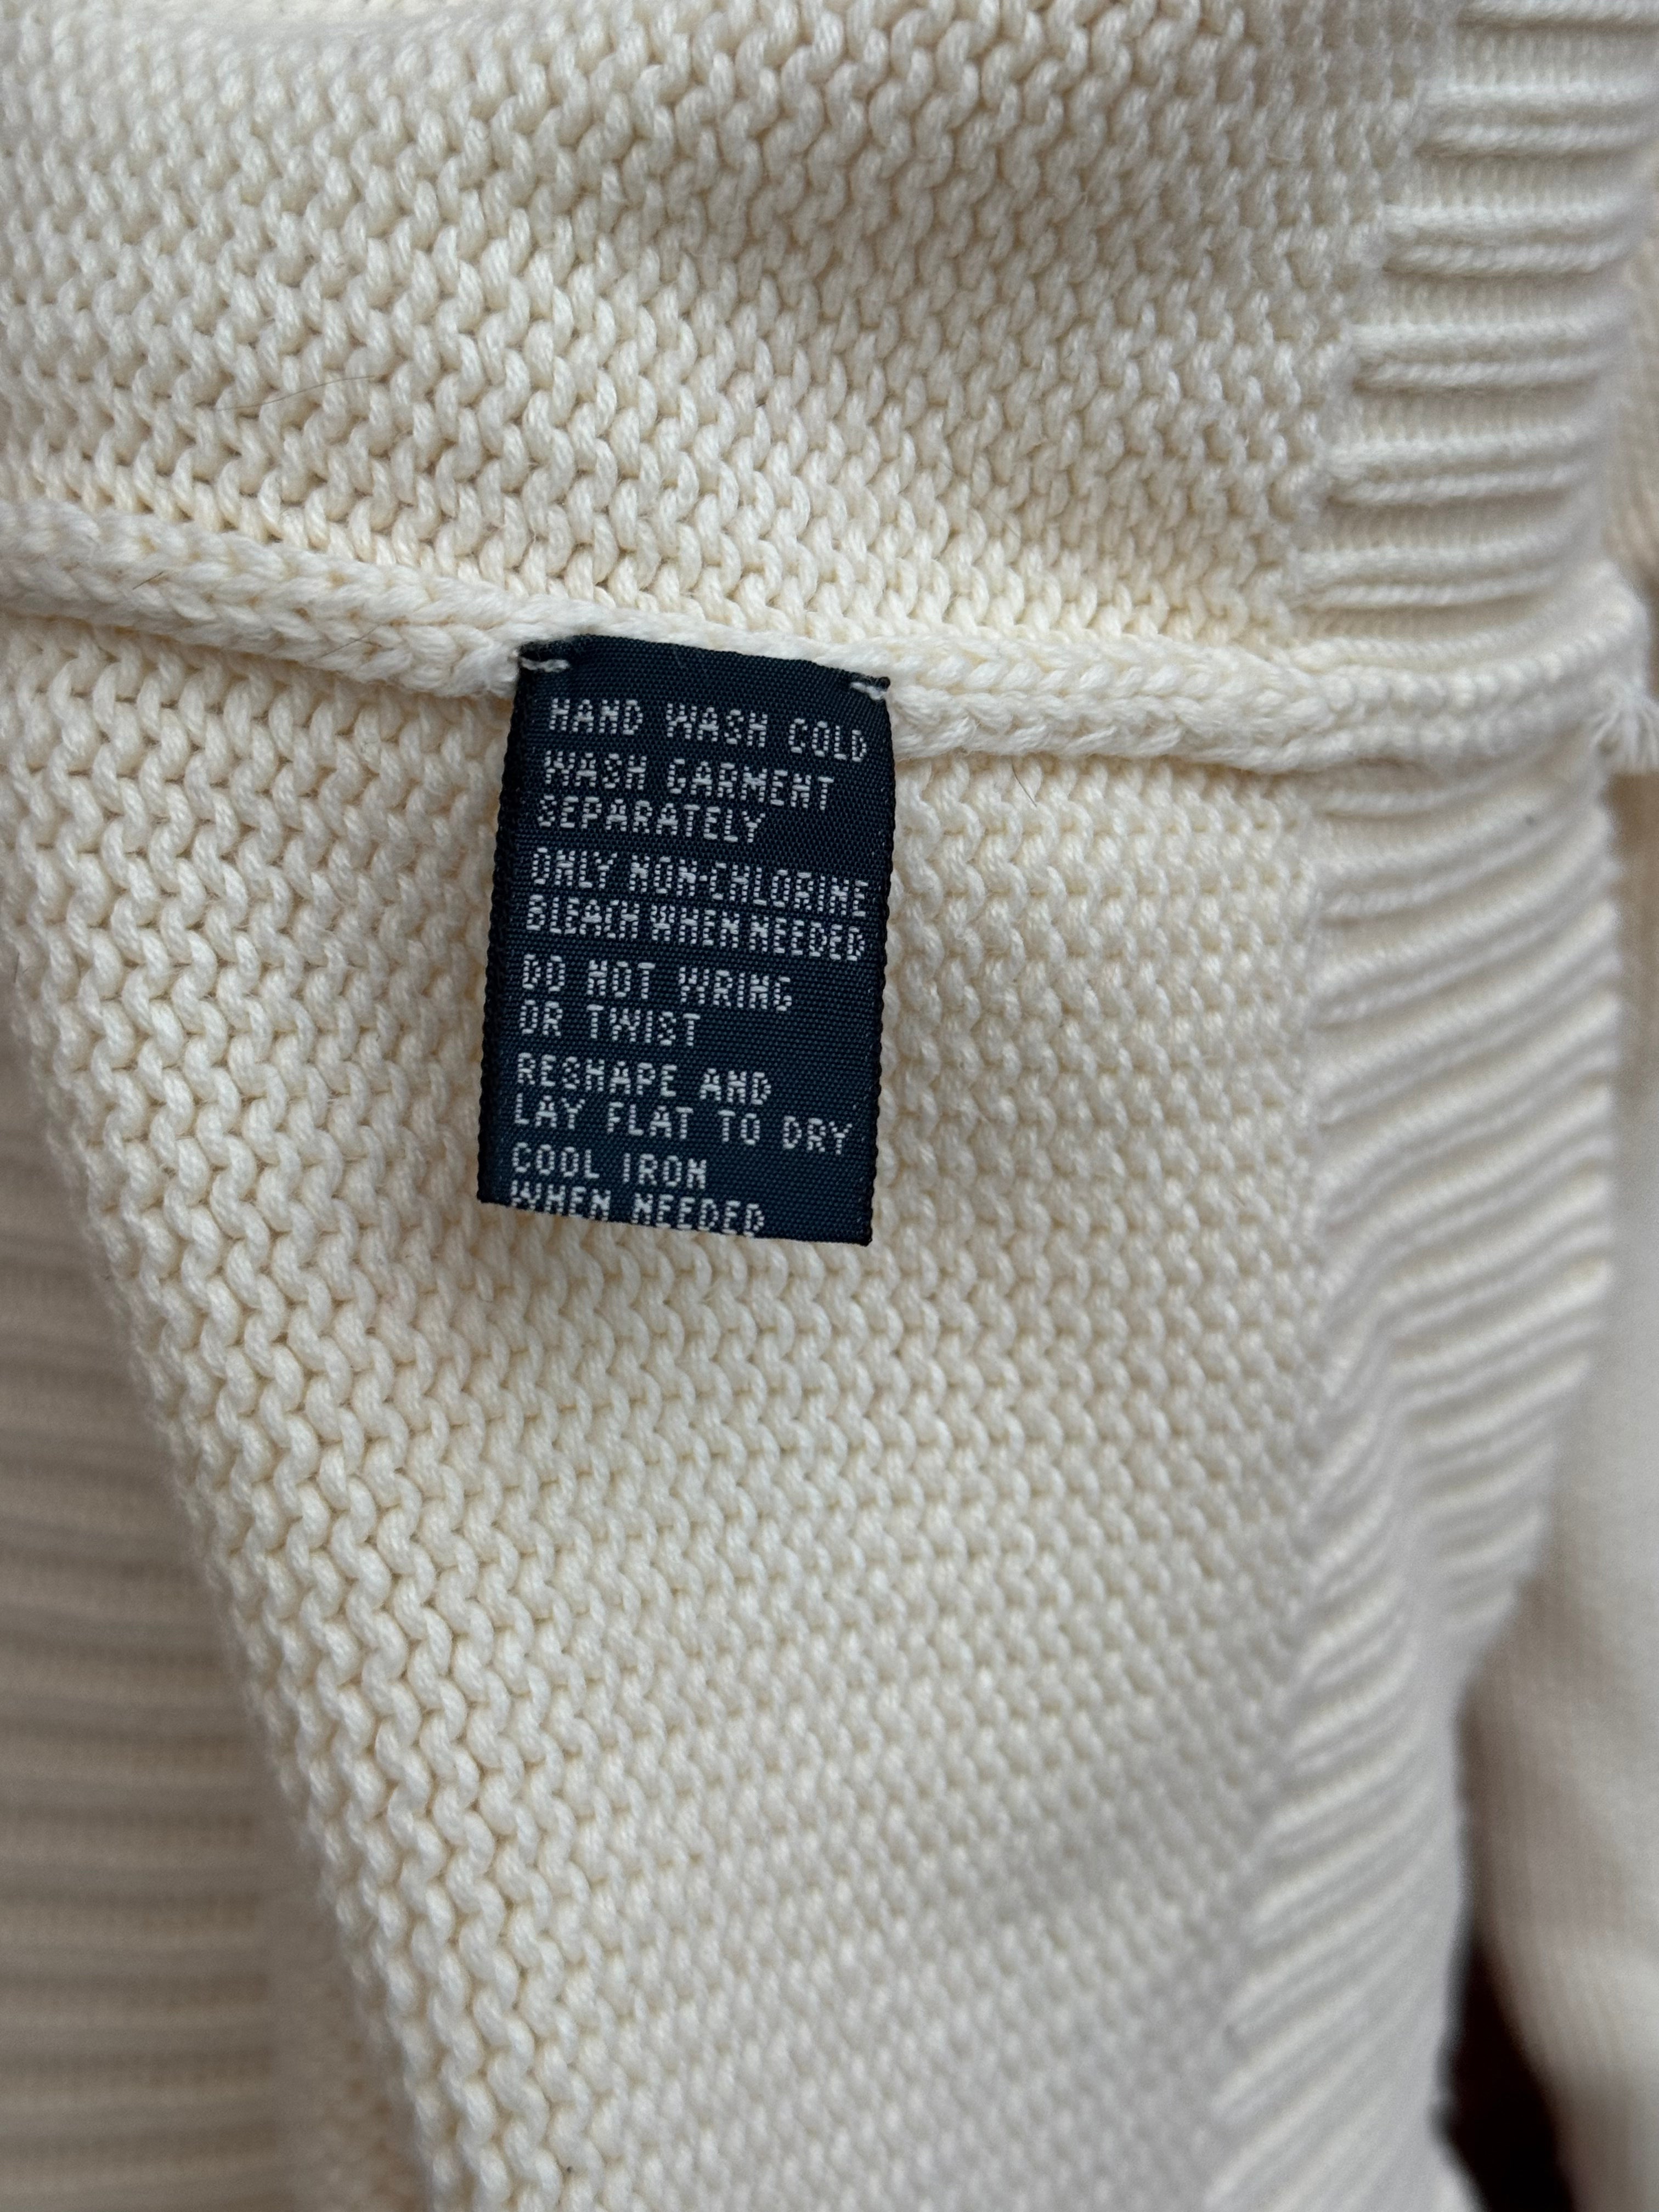 HAND WASH COLD
WASH GARMENT
SEPARATELY
ONLY NON-CHLORINE
BLEACH WHEN NEEDED
DO NOT WRING
OR TWIST
RESHAPE AND
LAY FLAT TO DRY
COOL IRON
WHEN NEEDED